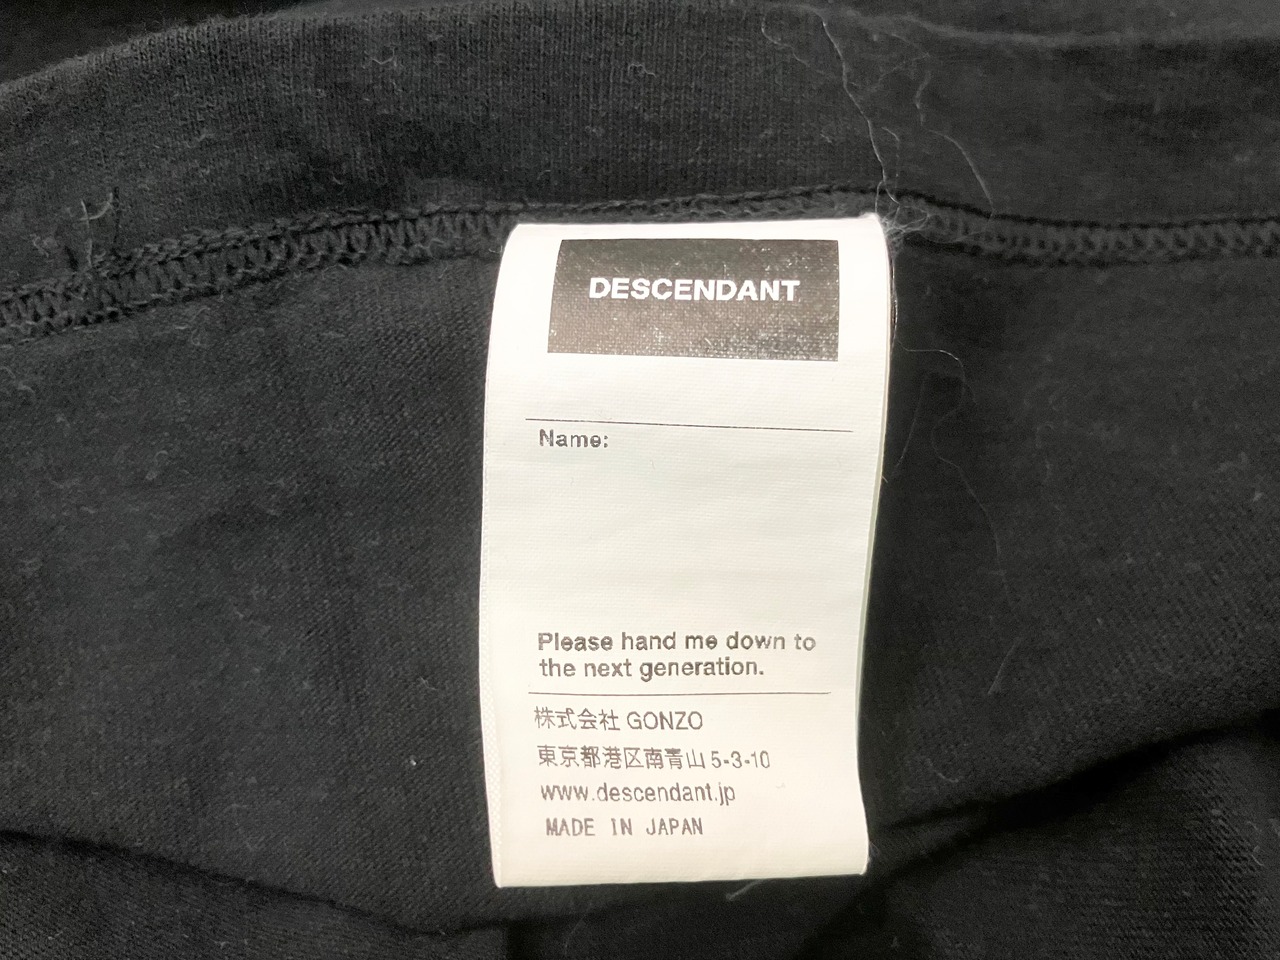 DESCENDANT
Name:
Please hand me down to
the next generation.
株式会社 GONZO
東京都港区南青山 5-3-10
www.descendant.jp
MADE IN JAPAN